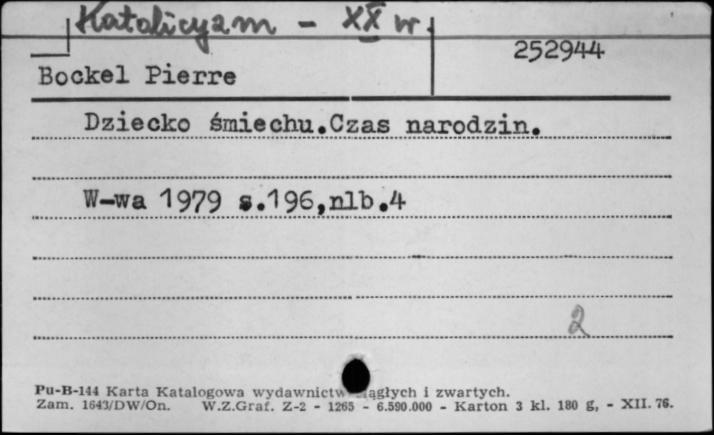 Katolicyzm - XX w.
252944
Bockel Pierre
Dziecko śmiechu.Czas narodzin.
W-wa 1979 s.196,nlb.4
2
Pu-B-144 Karta Katalogowa wydawnictw ciągłych i zwartych.
Zam. 1643/DW/On. W.Z.Graf. Z-2 - 1265 - 6.590.000 - Karton 3 kl. 180 g, - XII. 76.